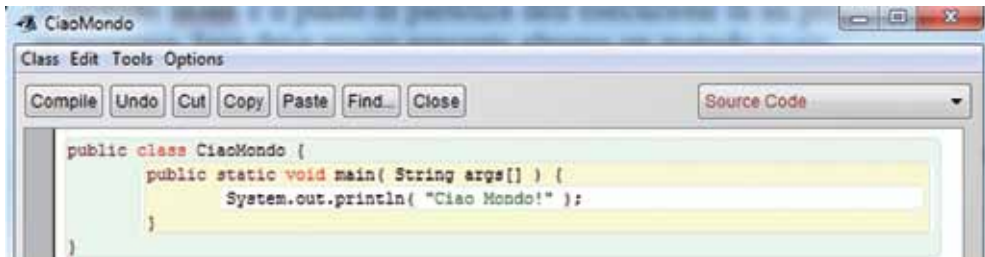 CiaoMondo
Class Edit Tools Options
Compile Undo Cut Copy Paste Find... Close Source Code
public class CiaoMondo {
public static void main( String args[] ) {
System.out.println( "Ciao Mondo!" );
}
}